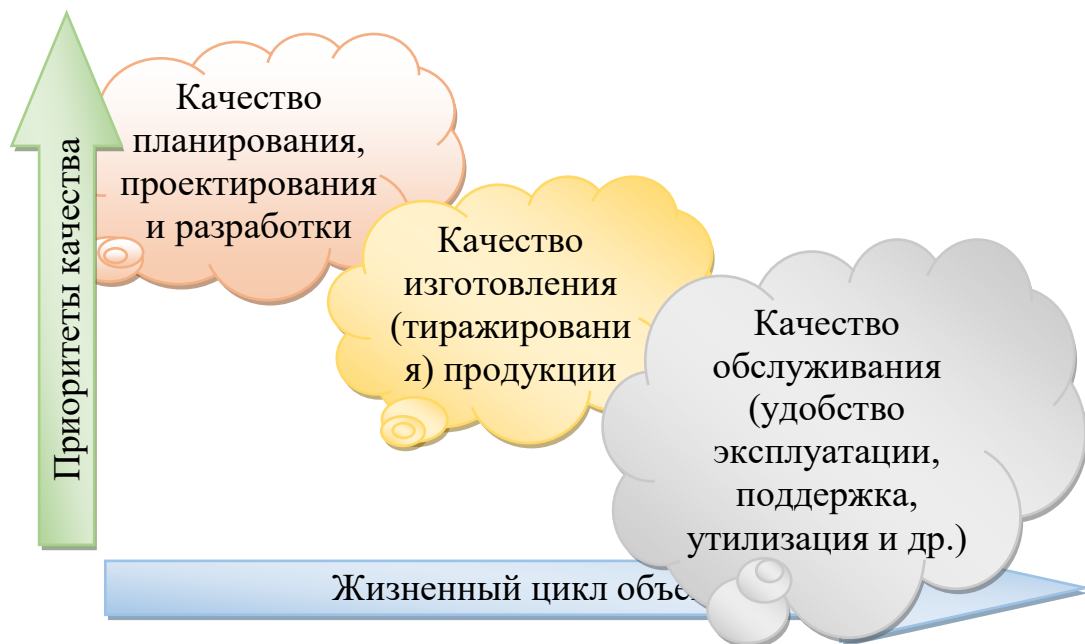 Приоритеты качества
Качество
планирования,
проектирования
и разработки
Качество
изготовления
(тиражировани
я) продукции
Качество
обслуживания
(удобство
эксплуатации,
поддержка,
утилизация и др.)
Жизненный цикл